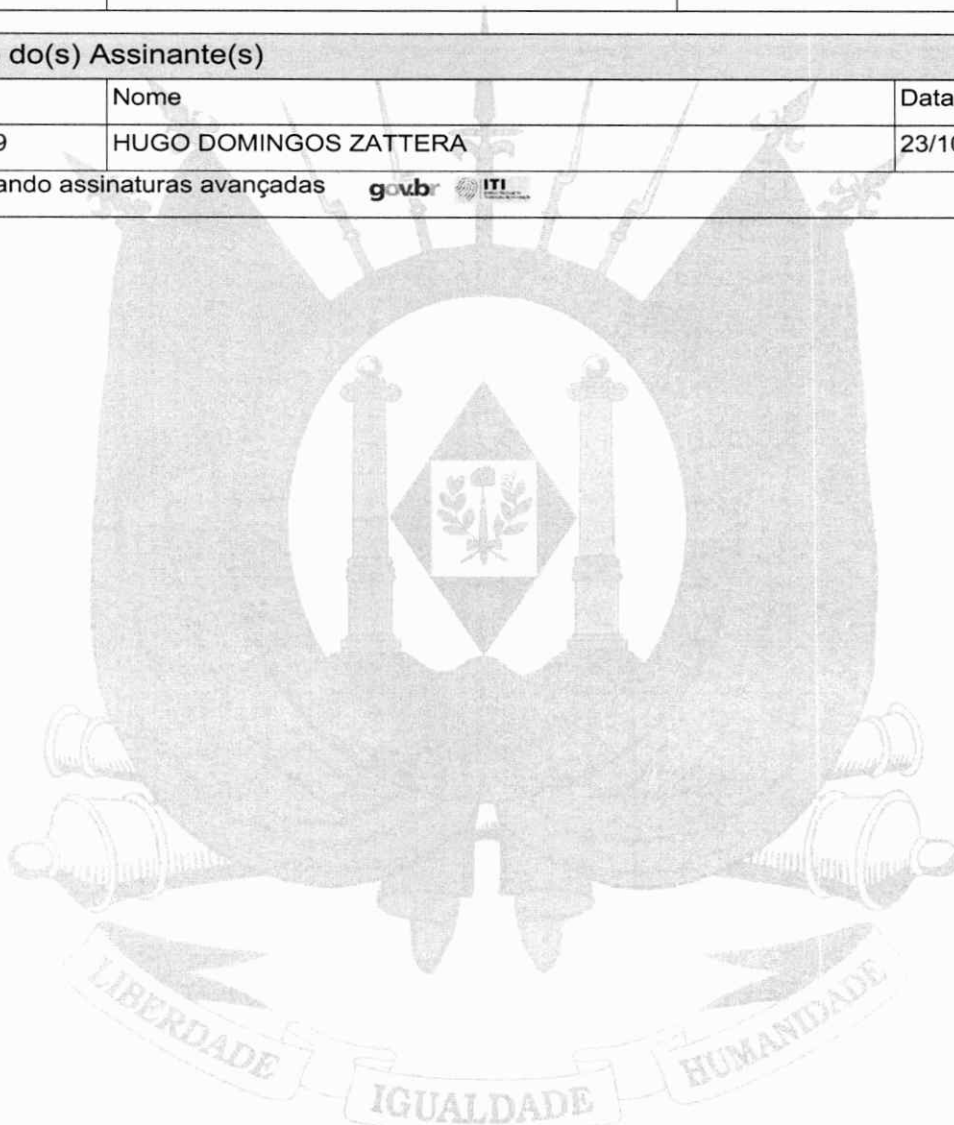 do(s) Assinante(s)
Nome Data
9 HUGO DOMINGOS ZATTERA 23/10
ando assinaturas avançadas gov.br ITI
LIBERDADE IGUALDADE HUMANIDADE